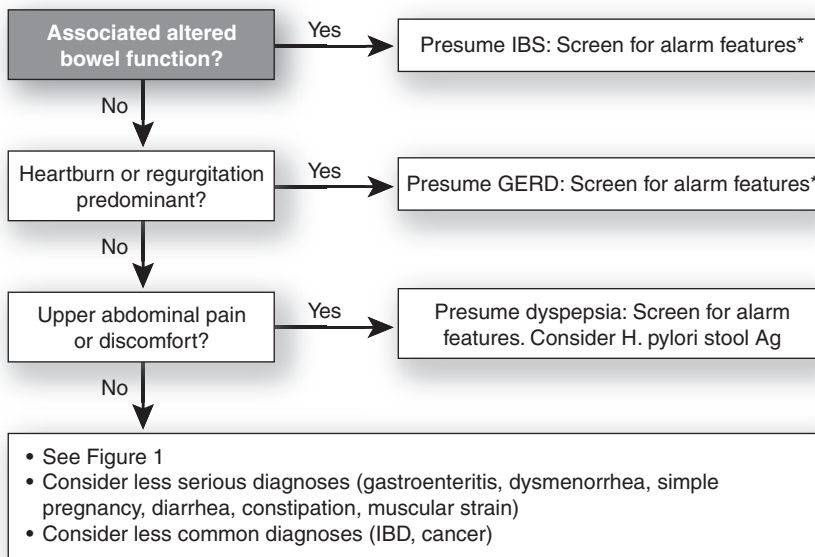 Associated altered
bowel function?
Yes
Presume IBS: Screen for alarm features*
No
Heartburn or regurgitation
predominant?
Yes
Presume GERD: Screen for alarm features*
No
Upper abdominal pain
or discomfort?
Yes
Presume dyspepsia: Screen for alarm
features. Consider H. pylori stool Ag
No
• See Figure 1
• Consider less serious diagnoses (gastroenteritis, dysmenorrhea, simple
pregnancy, diarrhea, constipation, muscular strain)
• Consider less common diagnoses (IBD, cancer)